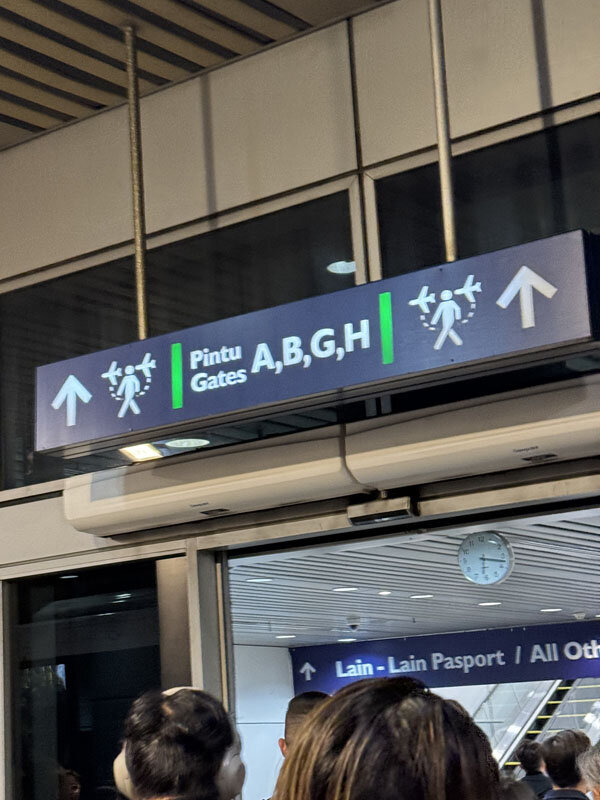 Pintu
Gates
A,B,G,H
Lain - Lain Pasport / All Oth